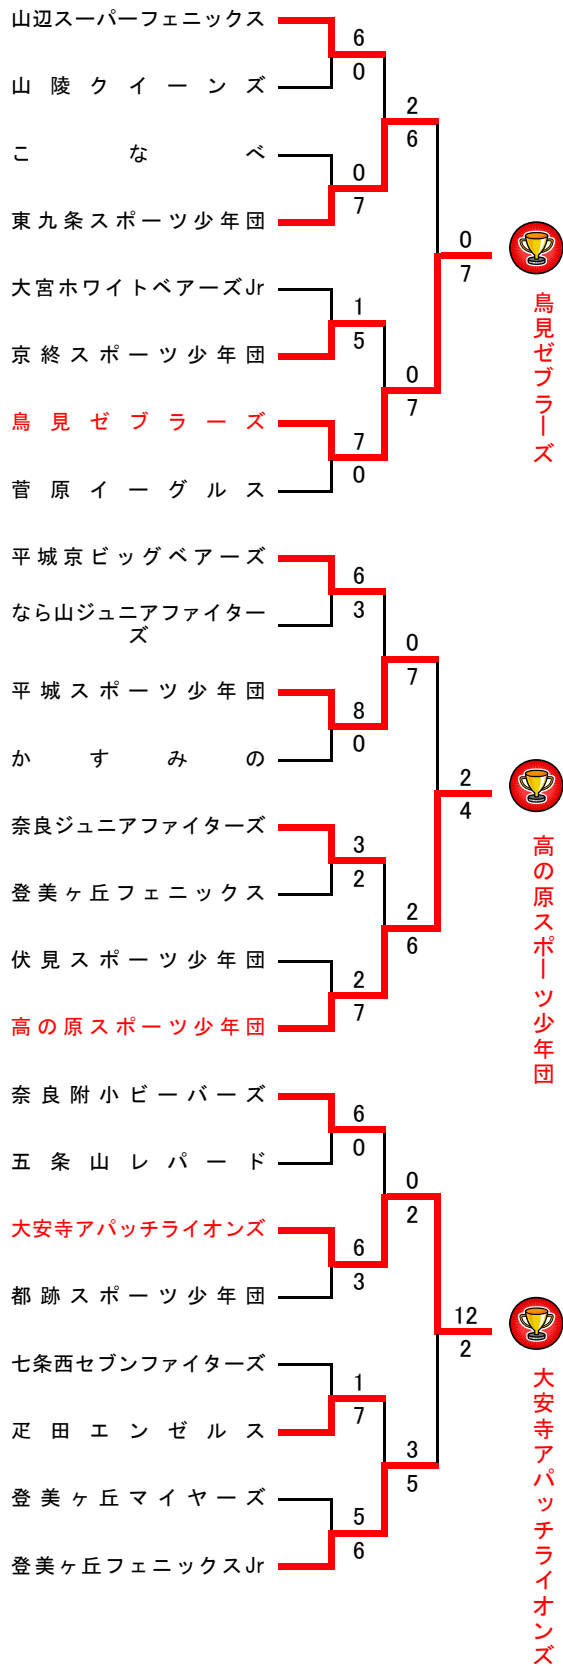 山辺スーパーフェニックス
6
0
山陵クイーンズ
2
6
こなべ
0
7
東九条スポーツ少年団
0
7
大宮ホワイトベアーズJr
1
5
京終スポーツ少年団
0
7
鳥見ゼブラーズ
7
0
菅原イーグルス
鳥見ゼブラーズ
平城京ビッグベアーズ
6
3
なら山ジュニアファイター
ズ
0
7
平城スポーツ少年団
8
0
かすみの
2
4
奈良ジュニアファイターズ
3
2
登美ヶ丘フェニックス
2
6
伏見スポーツ少年団
2
7
高の原スポーツ少年団
高の原スポーツ少年団
奈良附小ビーバーズ
6
0
五条山レパード
0
2
大安寺アパッチライオンズ
6
3
都跡スポーツ少年団
12
2
七条西セブンファイターズ
1
7
疋田エンゼルス
3
5
登美ヶ丘マイヤーズ
5
6
登美ヶ丘フェニックスJr
大安寺アパッチライオンズ